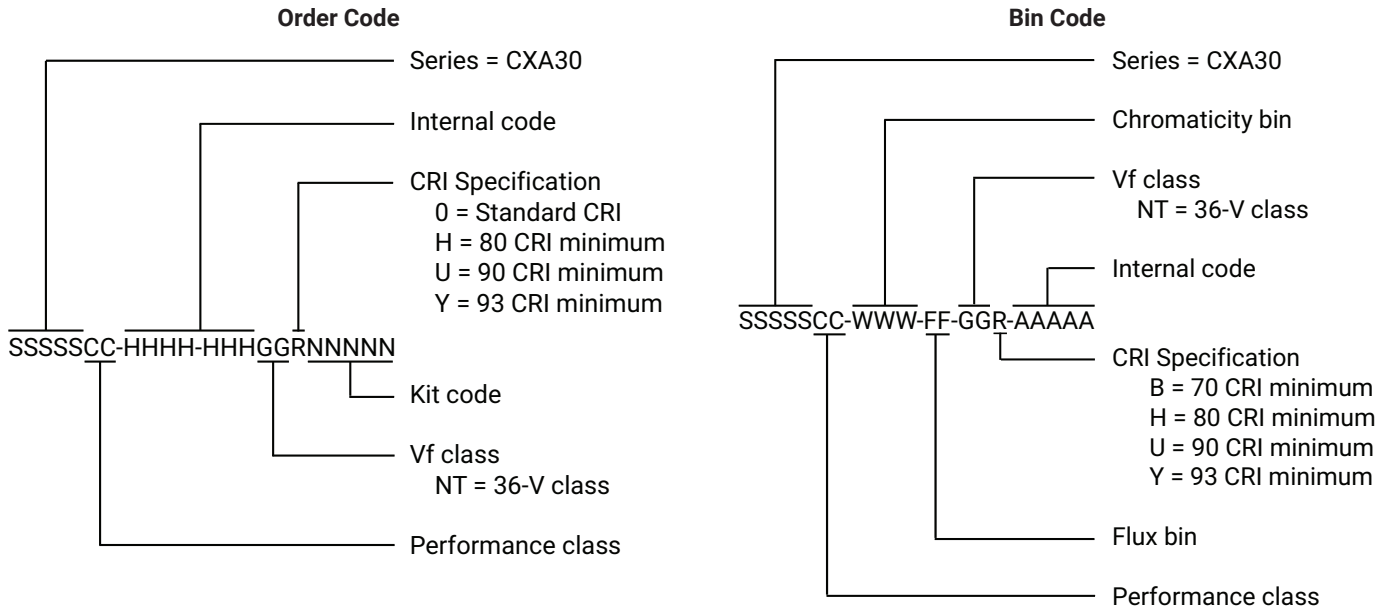 Order Code
Series = CXA30
Internal code
CRI Specification
0 = Standard CRI
H = 80 CRI minimum
U = 90 CRI minimum
Y = 93 CRI minimum
SSSSSCC-HHHH-HHHGGRNNNNN
Kit code
Vf class
NT = 36-V class
Performance class
Bin Code
Series = CXA30
Chromaticity bin
Vf class
NT = 36-V class
Internal code
SSSSSCC-WWW-FF-GGR-AAAAA
CRI Specification
B = 70 CRI minimum
H = 80 CRI minimum
U = 90 CRI minimum
Y = 93 CRI minimum
Flux bin
Performance class